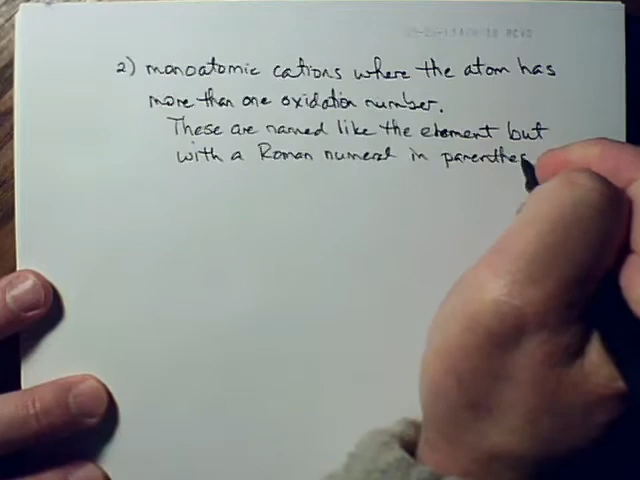 2) monoatomic cations where the atom has
more than one oxidation number.
These are named like the element but
with a Roman numeral in parenthes